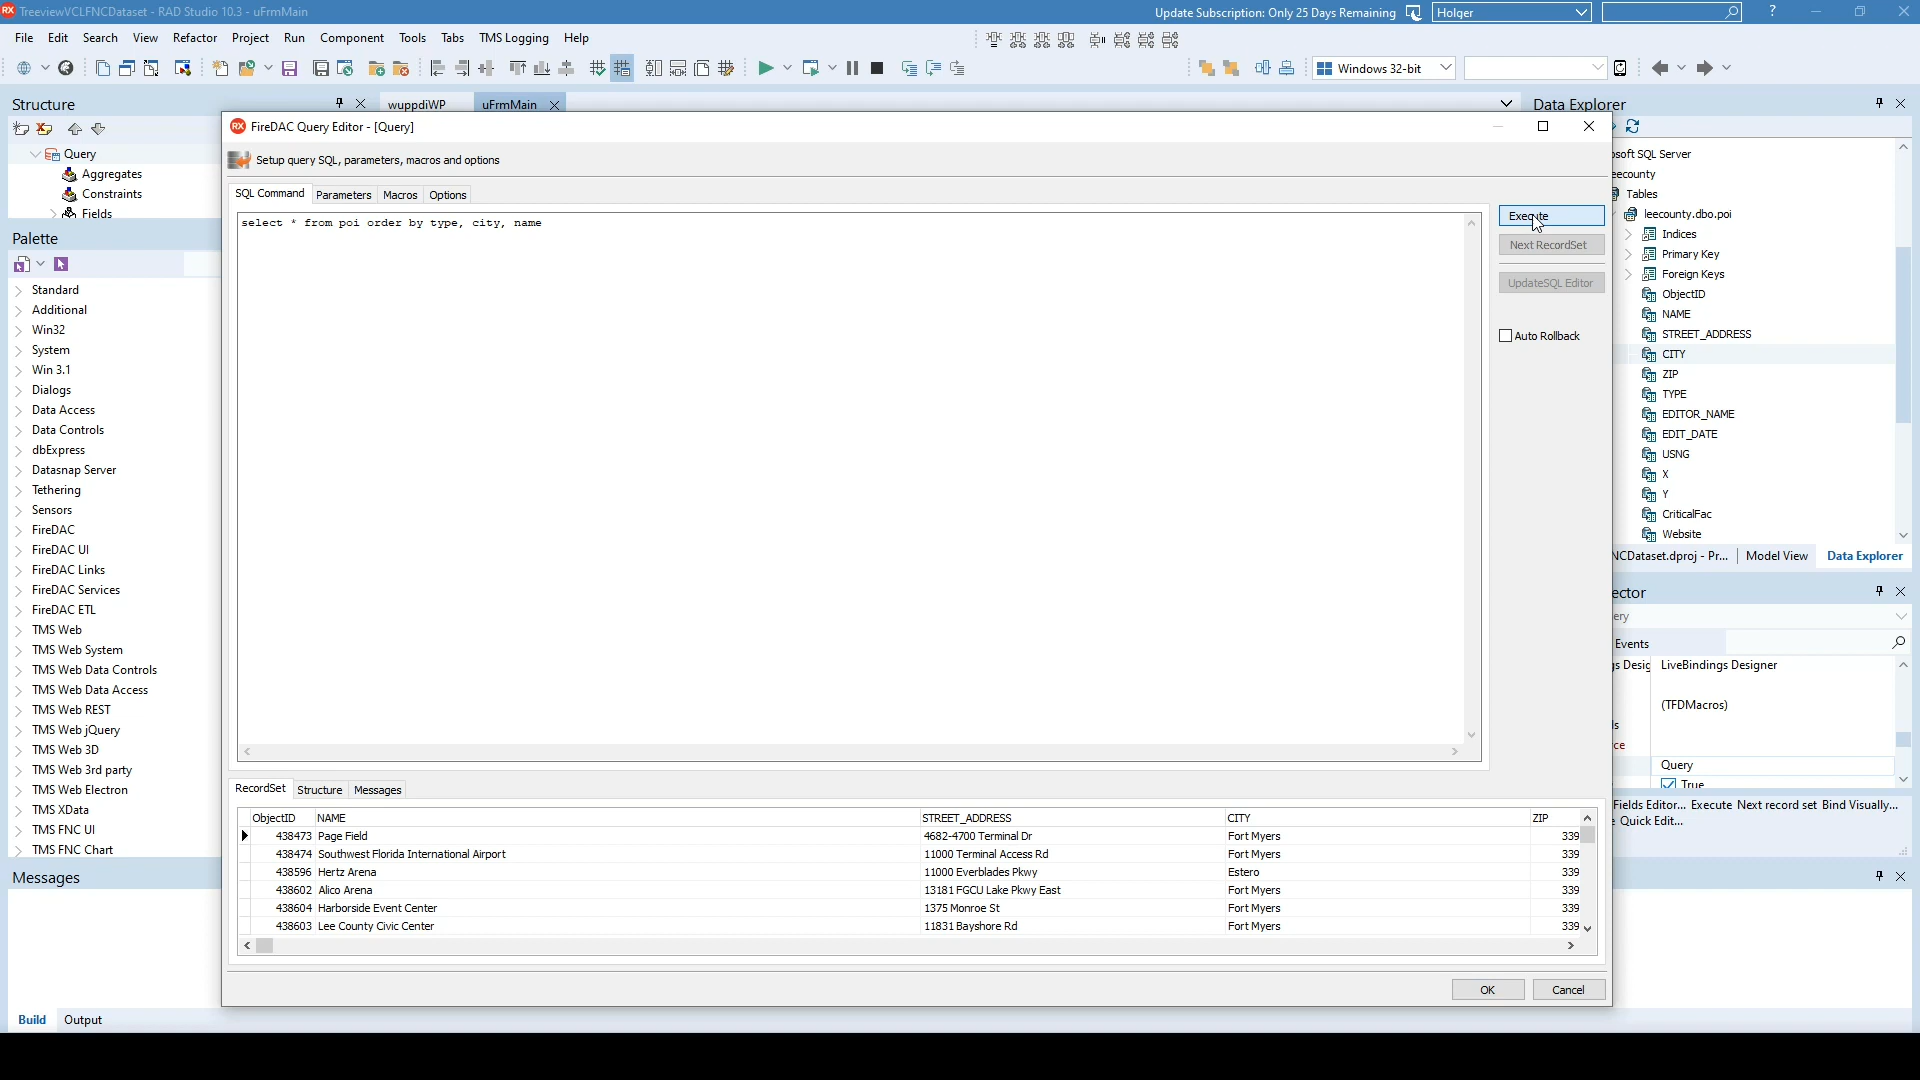 TreeviewVCLFNCDataset - RAD Studio 10.3 - uFrmMain
Update Subscription: Only 25 Days Remaining
Holger
?
File Edit Search View Refactor Project Run Component Tools Tabs TMS Logging Help
Windows 32-bit
Structure
wuppdiWP
uFrmMain
Data Explorer
Query
Aggregates
Constraints
Fields
Palette
Standard
Additional
Win32
System
Win 3.1
Dialogs
Data Access
Data Controls
dbExpress
Datasnap Server
Tethering
Sensors
FireDAC
FireDAC UI
FireDAC Links
FireDAC Services
FireDAC ETL
TMS Web
TMS Web System
TMS Web Data Controls
TMS Web Data Access
TMS Web REST
TMS Web jQuery
TMS Web 3D
TMS Web 3rd party
TMS Web Electron
TMS XData
TMS FNC UI
TMS FNC Chart
Messages
Build Output
RX FireDAC Query Editor - [Query]
Setup query SQL, parameters, macros and options
SQL Command Parameters Macros Options
select * from poi order by type, city, name
Execute
Next RecordSet
UpdateSQL Editor
Auto Rollback
RecordSet Structure Messages
ObjectID NAME STREET_ADDRESS CITY ZIP
438473 Page Field 4682-4700 Terminal Dr Fort Myers 339
438474 Southwest Florida International Airport 11000 Terminal Access Rd Fort Myers 339
438596 Hertz Arena 11000 Everblades Pkwy Estero 339
438602 Alico Arena 13181 FGCU Lake Pkwy East Fort Myers 339
438604 Harborside Event Center 1375 Monroe St Fort Myers 339
438603 Lee County Civic Center 11831 Bayshore Rd Fort Myers 339
OK Cancel
osoft SQL Server
eecounty
Tables
leecounty.dbo.poi
Indices
Primary Key
Foreign Keys
ObjectID
NAME
STREET_ADDRESS
CITY
ZIP
TYPE
EDITOR_NAME
EDIT_DATE
USNG
X
Y
CriticalFac
Website
NCDataset.dproj - Pr... Model View Data Explorer
ector
ery
Events
gs Desig LiveBindings Designer
(TFDMacros)
ls
ce
Query
True
Fields Editor... Execute Next record set Bind Visually...
e Quick Edit...